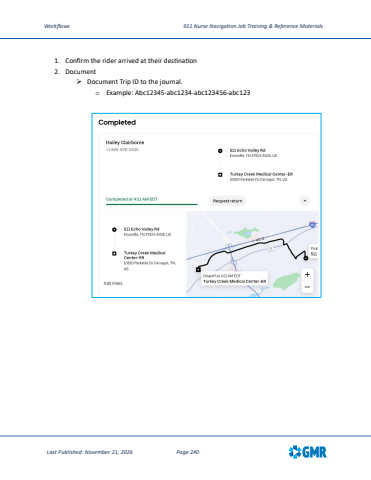 Workflows
911 Nurse Navigation Job Training & Reference Materials
1. Confirm the rider arrived at their destination
2. Document
➢ Document Trip ID to the journal.
o Example: Abc12345-abc1234-abc123456-abc123
Completed
Hailey Clairborne
511 Echo Valley Rd
Knoxville, TN 37923-6026, US
Turkey Creek Medical Center-ER
10820 Parkside Dr, Farragut, TN, US
Completed at 4:11 AM EDT
Request return
511 Echo Valley Rd
Knoxville, TN 37923-6026, US
Turkey Creek Medical
Center-ER
10820 Parkside Dr, Farragut, TN,
US
5.92 miles
Pick
511
Dropoff at 4:11 AM EDT
Turkey Creek Medical Center-ER
+
−
Last Published: November 21, 2026
Page 240
GMR